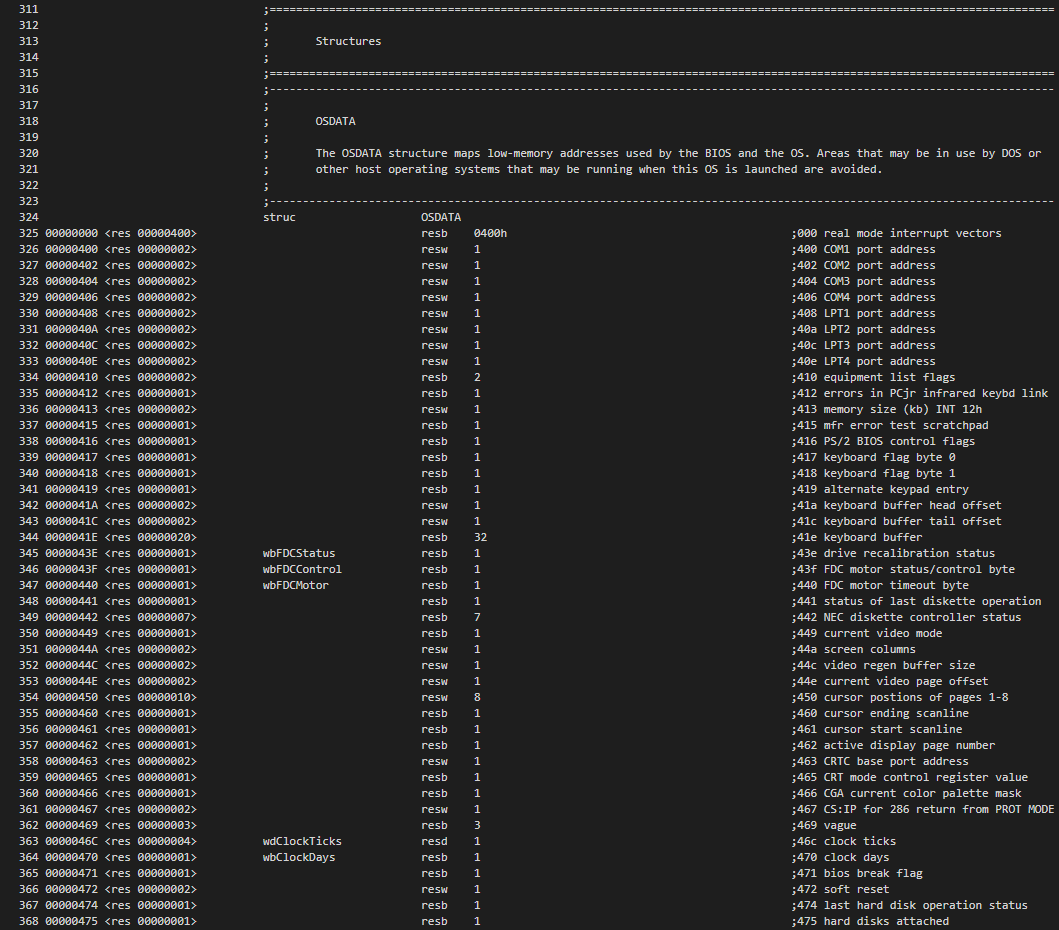 311 ;=======================================================================================================================
312 ;
313 ; Structures
314 ;
315 ;=======================================================================================================================
316 ;-----------------------------------------------------------------------------------------------------------------------
317 ;
318 ; OSDATA
319 ;
320 ; The OSDATA structure maps low-memory addresses used by the BIOS and the OS. Areas that may be in use by DOS or
321 ; other host operating systems that may be running when this OS is launched are avoided.
322 ;
323 ;-----------------------------------------------------------------------------------------------------------------------
324 struc OSDATA
325 00000000 <res 00000400> resb 0400h ;000 real mode interrupt vectors
326 00000400 <res 00000002> resw 1 ;400 COM1 port address
327 00000402 <res 00000002> resw 1 ;402 COM2 port address
328 00000404 <res 00000002> resw 1 ;404 COM3 port address
329 00000406 <res 00000002> resw 1 ;406 COM4 port address
330 00000408 <res 00000002> resw 1 ;408 LPT1 port address
331 0000040A <res 00000002> resw 1 ;40a LPT2 port address
332 0000040C <res 00000002> resw 1 ;40c LPT3 port address
333 0000040E <res 00000002> resw 1 ;40e LPT4 port address
334 00000410 <res 00000002> resb 2 ;410 equipment list flags
335 00000412 <res 00000001> resb 1 ;412 errors in PCjr infrared keybd link
336 00000413 <res 00000002> resw 1 ;413 memory size (kb) INT 12h
337 00000415 <res 00000001> resb 1 ;415 mfr error test scratchpad
338 00000416 <res 00000001> resb 1 ;416 PS/2 BIOS control flags
339 00000417 <res 00000001> resb 1 ;417 keyboard flag byte 0
340 00000418 <res 00000001> resb 1 ;418 keyboard flag byte 1
341 00000419 <res 00000001> resb 1 ;419 alternate keypad entry
342 0000041A <res 00000002> resw 1 ;41a keyboard buffer head offset
343 0000041C <res 00000002> resw 1 ;41c keyboard buffer tail offset
344 0000041E <res 00000020> resb 32 ;41e keyboard buffer
345 0000043E <res 00000001> wbFDCStatus resb 1 ;43e drive recalibration status
346 0000043F <res 00000001> wbFDCControl resb 1 ;43f FDC motor status/control byte
347 00000440 <res 00000001> wbFDCMotor resb 1 ;440 FDC motor timeout byte
348 00000441 <res 00000001> resb 1 ;441 status of last diskette operation
349 00000442 <res 00000007> resb 7 ;442 NEC diskette controller status
350 00000449 <res 00000001> resb 1 ;449 current video mode
351 0000044A <res 00000002> resw 1 ;44a screen columns
352 0000044C <res 00000002> resw 1 ;44c video regen buffer size
353 0000044E <res 00000002> resw 1 ;44e current video page offset
354 00000450 <res 00000010> resw 8 ;450 cursor postions of pages 1-8
355 00000460 <res 00000001> resb 1 ;460 cursor ending scanline
356 00000461 <res 00000001> resb 1 ;461 cursor start scanline
357 00000462 <res 00000001> resb 1 ;462 active display page number
358 00000463 <res 00000002> resw 1 ;463 CRTC base port address
359 00000465 <res 00000001> resb 1 ;465 CRT mode control register value
360 00000466 <res 00000001> resb 1 ;466 CGA current color palette mask
361 00000467 <res 00000002> resw 1 ;467 CS:IP for 286 return from PROT MODE
362 00000469 <res 00000003> resb 3 ;469 vague
363 0000046C <res 00000004> wdClockTicks resd 1 ;46c clock ticks
364 00000470 <res 00000001> wbClockDays resb 1 ;470 clock days
365 00000471 <res 00000001> resb 1 ;471 bios break flag
366 00000472 <res 00000002> resw 1 ;472 soft reset
367 00000474 <res 00000001> resb 1 ;474 last hard disk operation status
368 00000475 <res 00000001> resb 1 ;475 hard disks attached